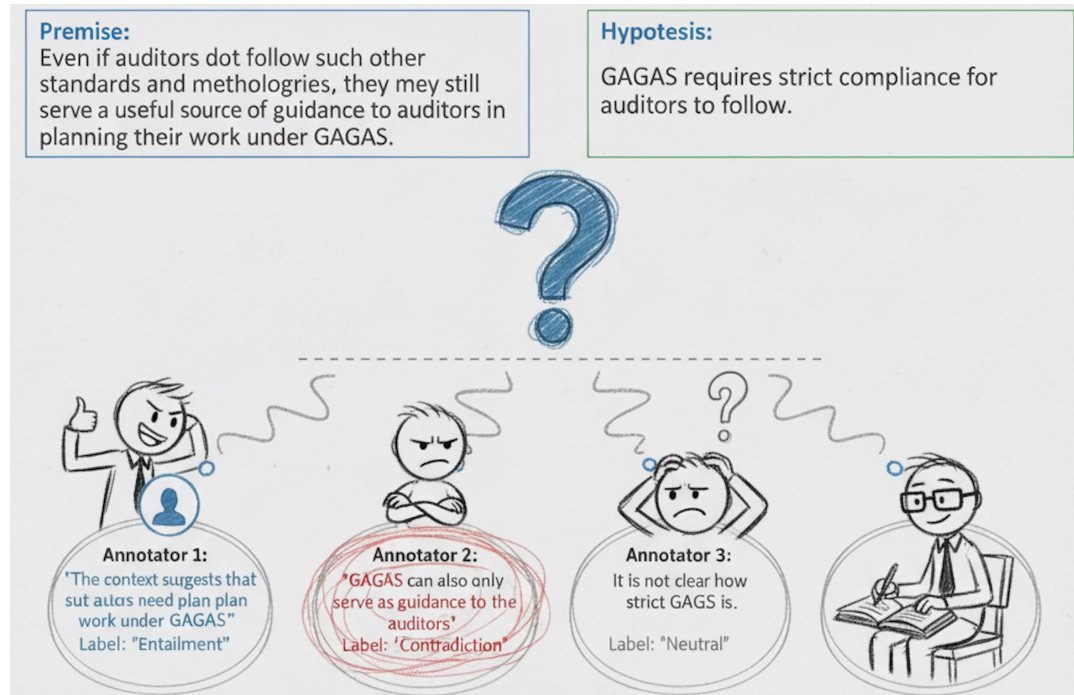 Premise:
Even if auditors dot follow such other
standards and methologries, they mey still
serve a useful source of guidance to auditors in
planning their work under GAGAS.
Hypotesis:
GAGAS requires strict compliance for
auditors to follow.
?
?
Annotator 1:
"The context surgests that
sut auturs need plan plan
work under GAGAS"
Label: "Entailment"
Annotator 2:
"GAGAS can also only
serve as guidance to the
auditors'
Label: 'Contradiction"
Annotator 3:
It is not clear how
strict GAGS is.
Label: "Neutral"